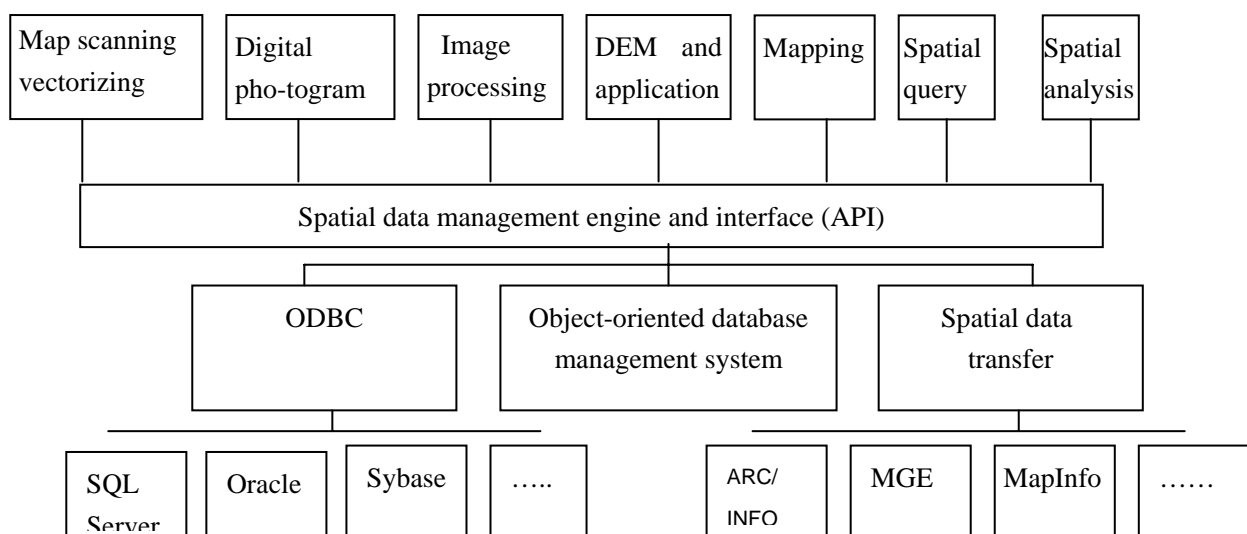 Map scanning
vectorizing
Digital
pho-togram
Image
processing
DEM and
application
Mapping
Spatial
query
Spatial
analysis
Spatial data management engine and interface (API)
ODBC
Object-oriented database
management system
Spatial data
transfer
SQL
Server
Oracle
Sybase
…..
ARC/
INFO
MGE
MapInfo
……